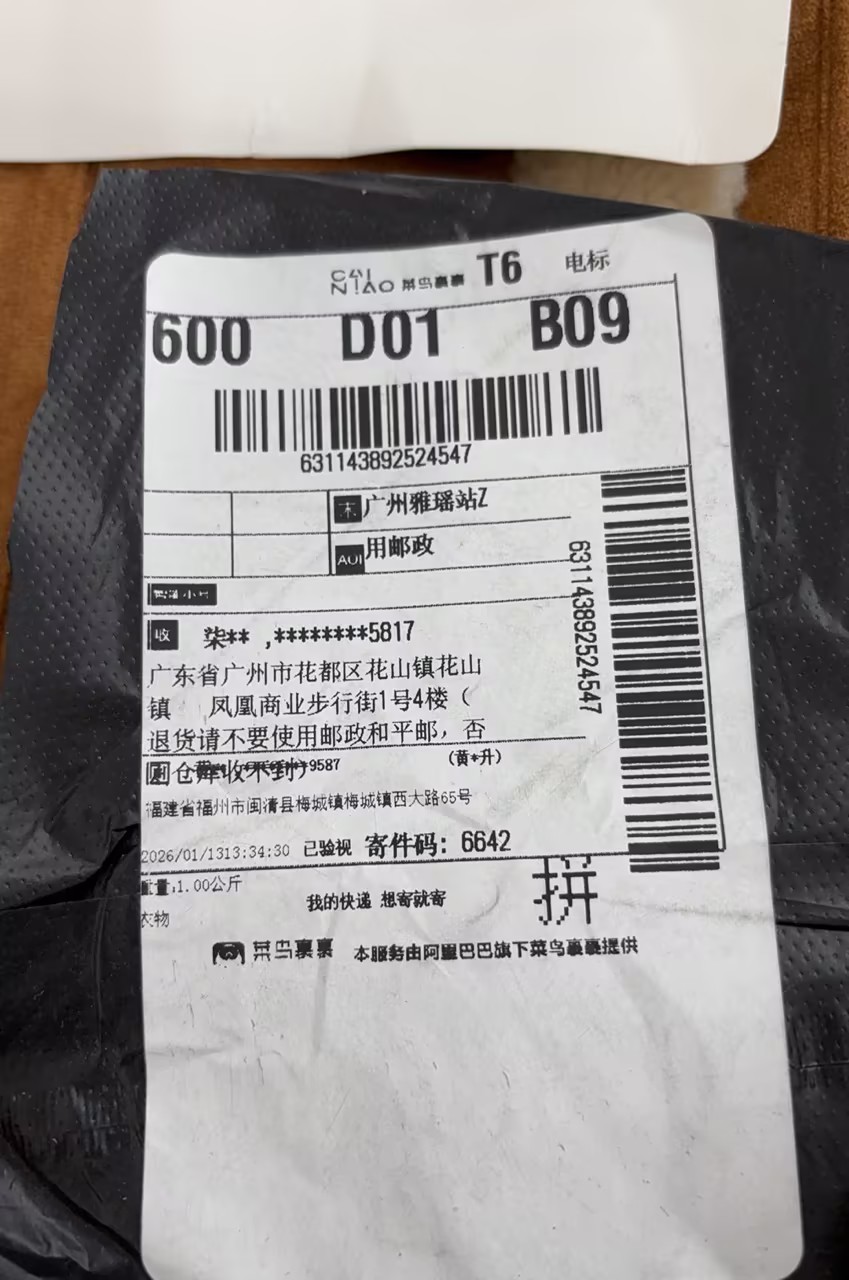 CAI NIAO 菜鸟裹裹 T6 电标
600 D01 B09
631143892524547
广州雅瑶站Z
AOI 用邮政
631143892524547
收 柒** ,********5817
广东省广州市花都区花山镇花山
镇 凤凰商业步行街1号4楼（
退货请不要使用邮政和平邮，否
则仓库收不到）9587 (黄*升)
福建省福州市闽清县梅城镇梅城镇西大路65号
2026/01/1313:34:30 已验视 寄件码：6642
重量:1.00公斤
我的快递 想寄就寄 拼
衣物
菜鸟裹裹 本服务由阿里巴巴旗下菜鸟裹裹提供